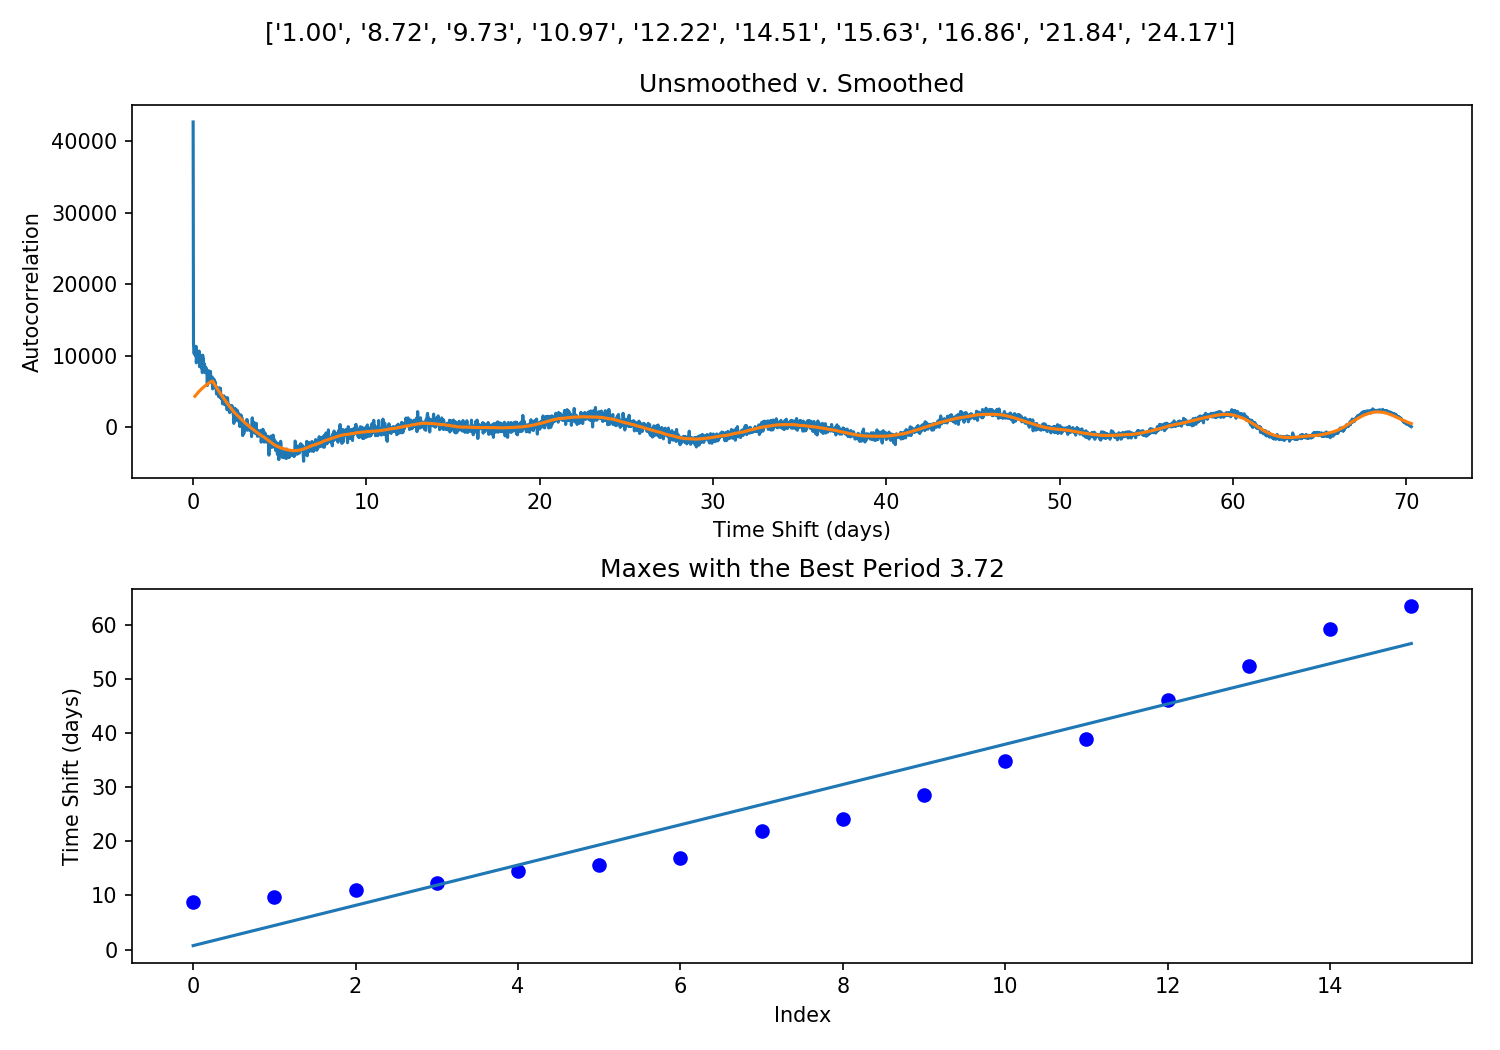 ['1.00', '8.72', '9.73', '10.97', '12.22', '14.51', '15.63', '16.86', '21.84', '24.17']
Unsmoothed v. Smoothed
Autocorrelation
40000
30000
20000
10000
0
0 10 20 30 40 50 60 70
Time Shift (days)
Maxes with the Best Period 3.72
Time Shift (days)
60
50
40
30
20
10
0
0 2 4 6 8 10 12 14
Index